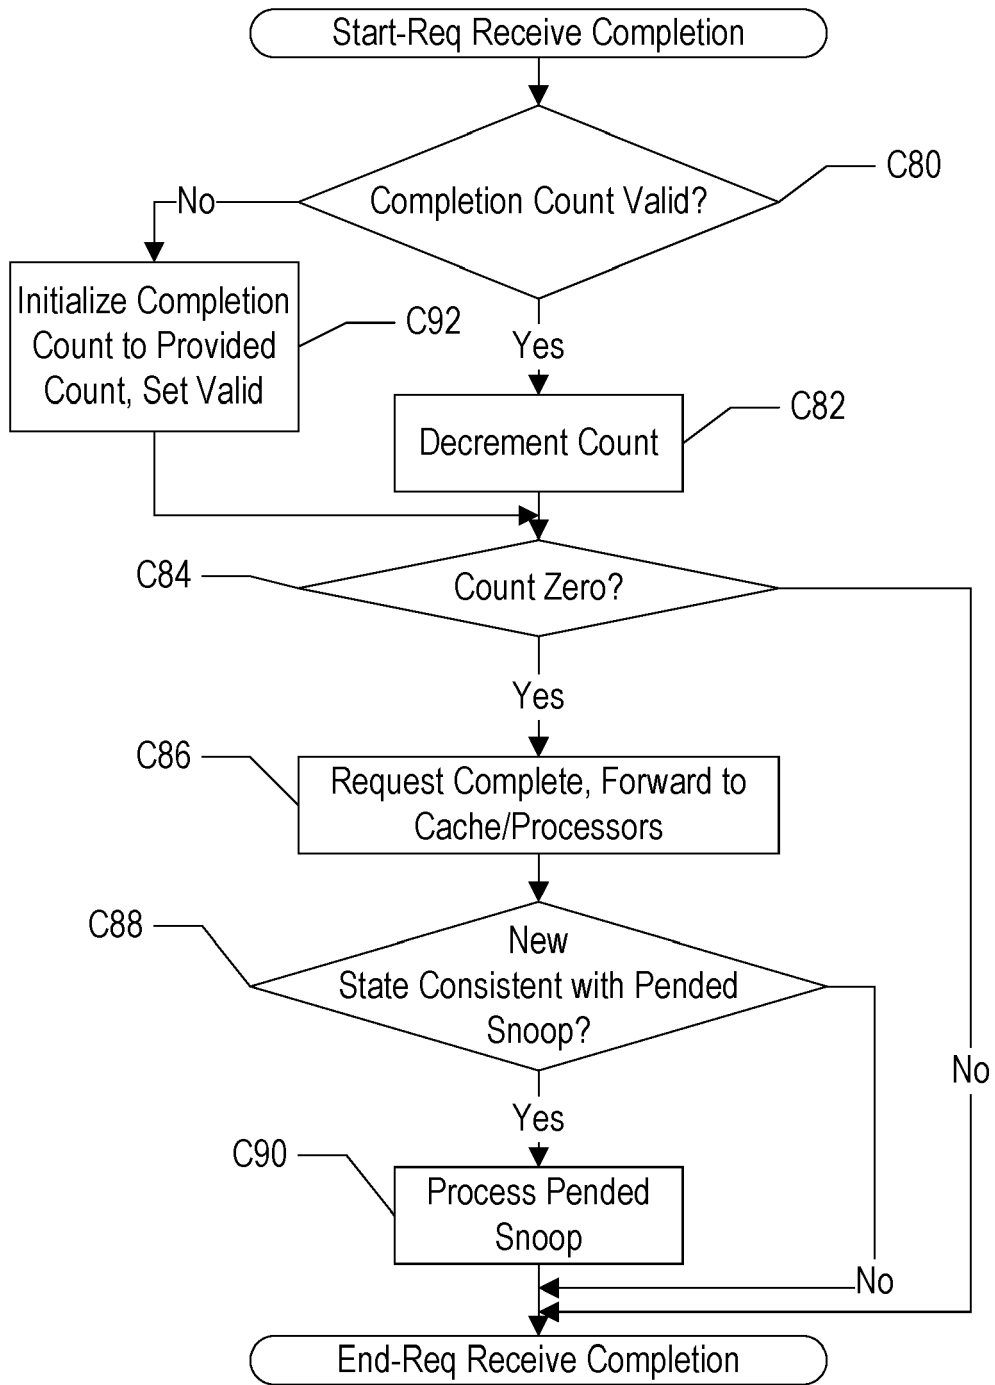 Start-Req Receive Completion
C80
Completion Count Valid?
No
Initialize Completion
Count to Provided
Count, Set Valid
C92
Yes
C82
Decrement Count
C84
Count Zero?
Yes
C86
Request Complete, Forward to
Cache/Processors
C88
New
State Consistent with Pended
Snoop?
No
Yes
C90
Process Pended
Snoop
No
End-Req Receive Completion